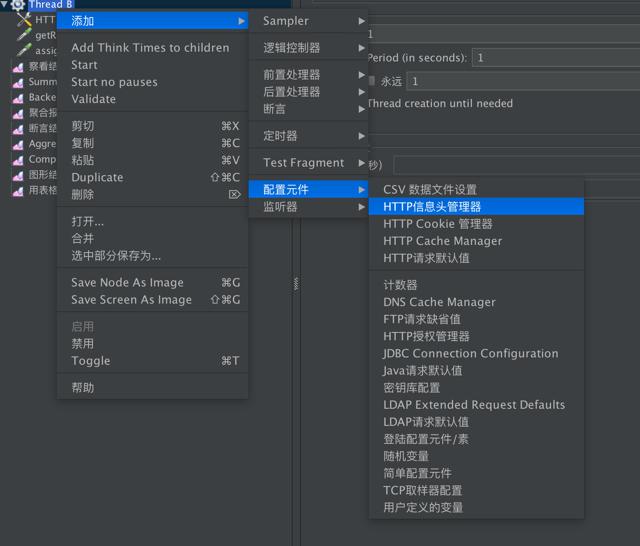 Thread B
HTT
getR
assig
察看结
Summ
Backe
聚合报
断言结
Aggre
Comp
图形结
用表格
添加
Add Think Times to children
Start
Start no pauses
Validate
剪切 ⌘X
复制 ⌘C
粘贴 ⌘V
Duplicate ⇧⌘C
删除 ⌦
打开...
合并
选中部分保存为...
Save Node As Image ⌘G
Save Screen As Image ⇧⌘G
启用
禁用
Toggle ⌘T
帮助
Sampler
逻辑控制器
前置处理器
后置处理器
断言
定时器
Test Fragment
配置元件
监听器
CSV 数据文件设置
HTTP信息头管理器
HTTP Cookie 管理器
HTTP Cache Manager
HTTP请求默认值
计数器
DNS Cache Manager
FTP请求缺省值
HTTP授权管理器
JDBC Connection Configuration
Java请求默认值
密钥库配置
LDAP Extended Request Defaults
LDAP请求默认值
登陆配置元件/素
随机变量
简单配置元件
TCP取样器配置
用户定义的变量
1
Period (in seconds): 1
永远 1
Thread creation until needed
秒)